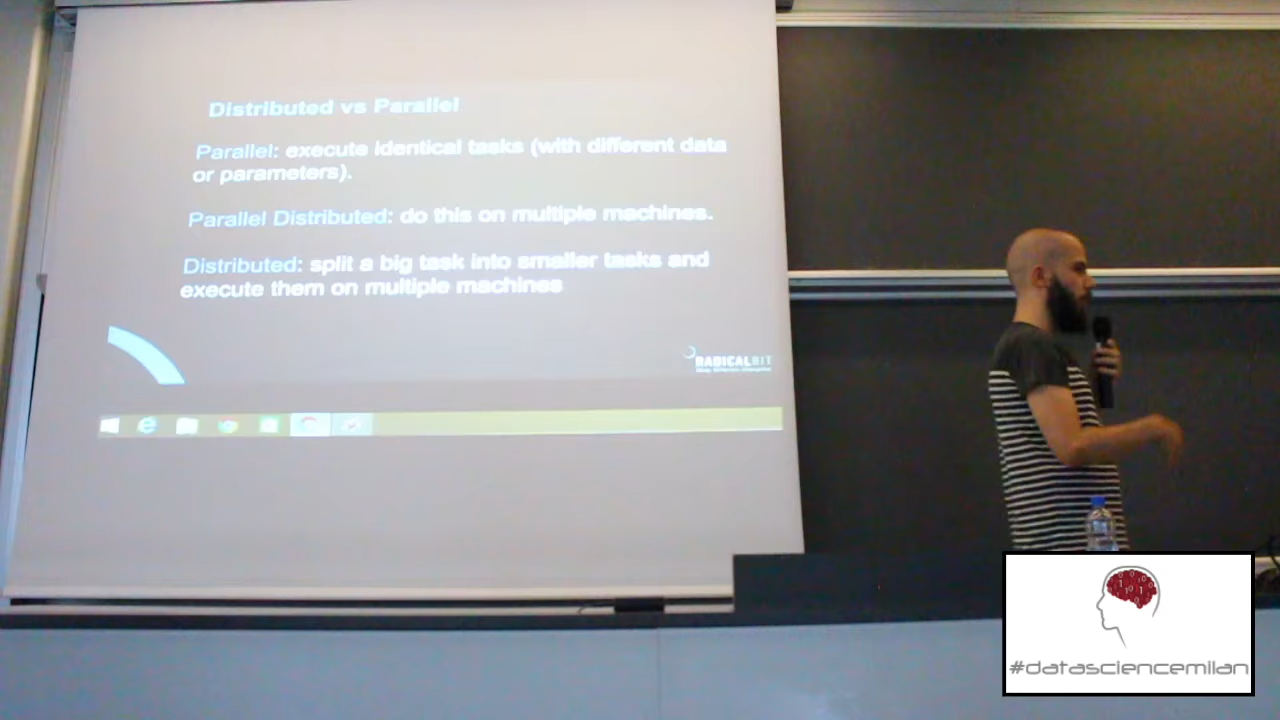 Distributed vs Parallel
Parallel: execute identical tasks (with different data
or parameters).
Parallel Distributed: do this on multiple machines.
Distributed: split a big task into smaller tasks and
execute them on multiple machines
RADICALBIT
#datasciencemilan